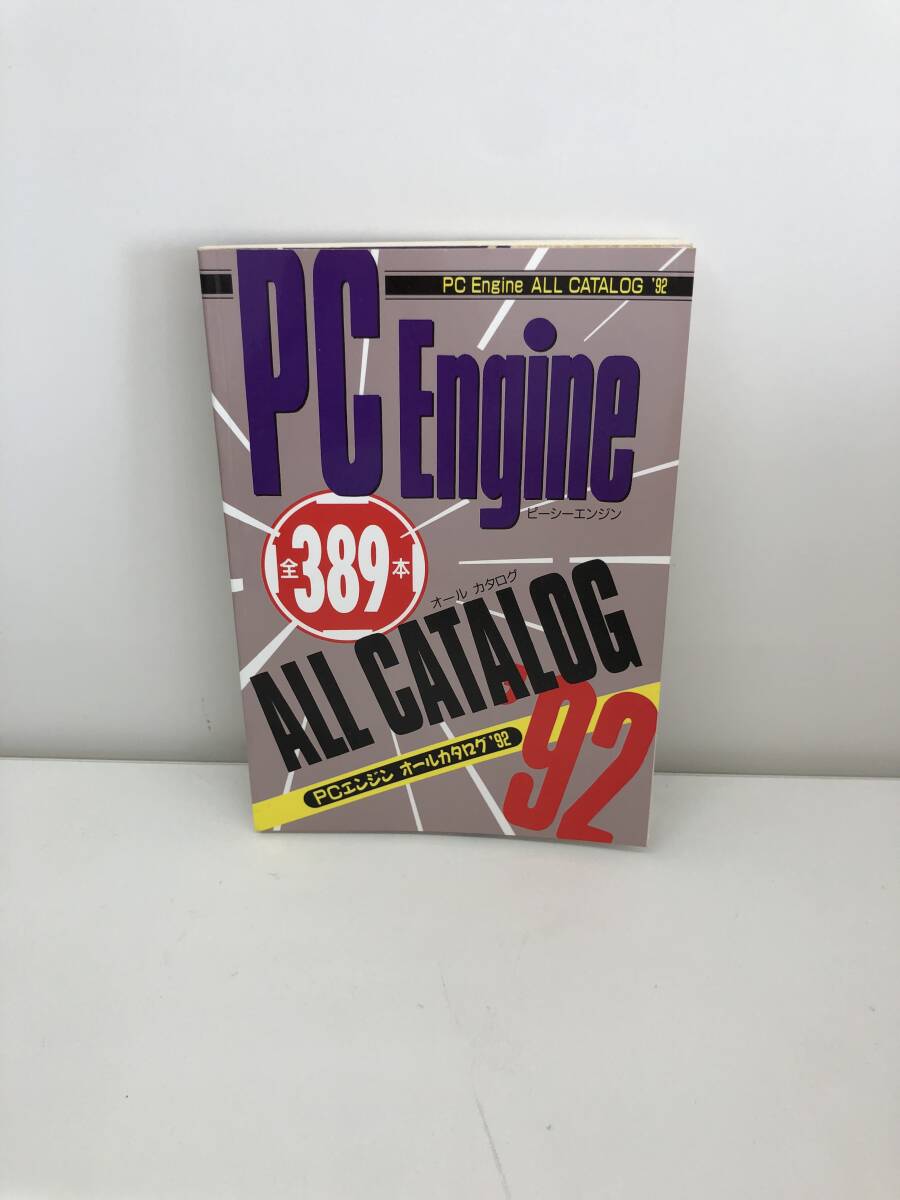 PC Engine ALL CATALOG '92
PC Engine
ピーシーエンジン
全389本
オール カタログ
ALL CATALOG
'92
PCエンジン オールカタログ'92